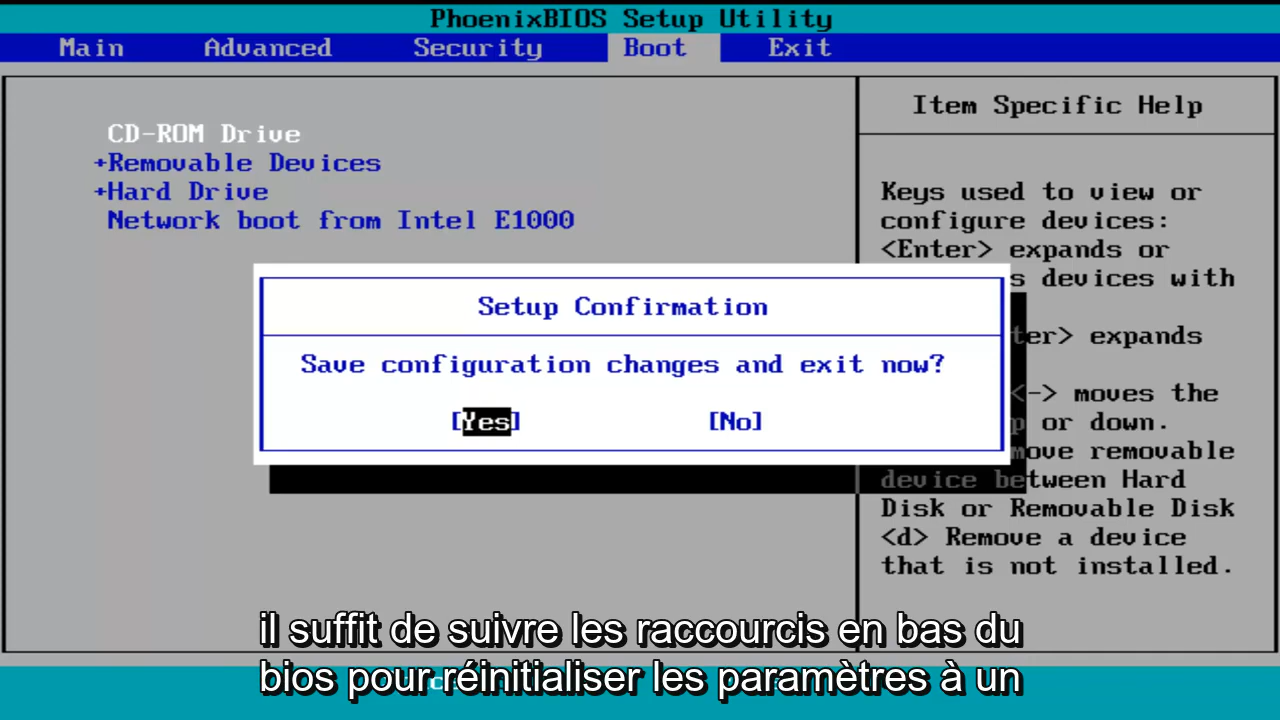 PhoenixBIOS Setup Utility
Main Advanced Security Boot Exit
CD-ROM Drive
+Removable Devices
+Hard Drive
Network boot from Intel E1000
Item Specific Help
Keys used to view or
configure devices:
<Enter> expands or
s devices with
ter> expands
<-> moves the
p or down.
move removable
device between Hard
Disk or Removable Disk
<d> Remove a device
that is not installed.
Setup Confirmation
Save configuration changes and exit now?
[Yes] [No]
il suffit de suivre les raccourcis en bas du
bios pour réinitialiser les paramètres à un